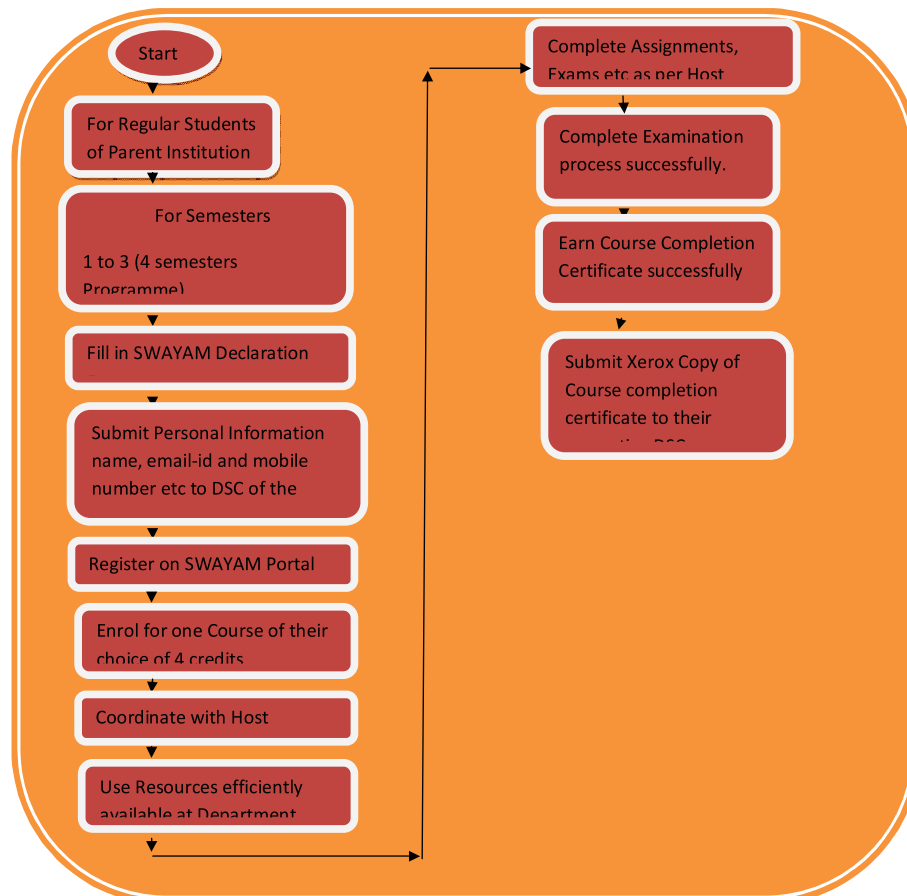 Start
For Regular Students
of Parent Institution
For Semesters
1 to 3 (4 semesters
Programme)
Fill in SWAYAM Declaration
Submit Personal Information
name, email-id and mobile
number etc to DSC of the
Register on SWAYAM Portal
Enrol for one Course of their
choice of 4 credits
Coordinate with Host
Use Resources efficiently
available at Department
Complete Assignments,
Exams etc as per Host
Complete Examination
process successfully.
Earn Course Completion
Certificate successfully
Submit Xerox Copy of
Course completion
certificate to their
DSC